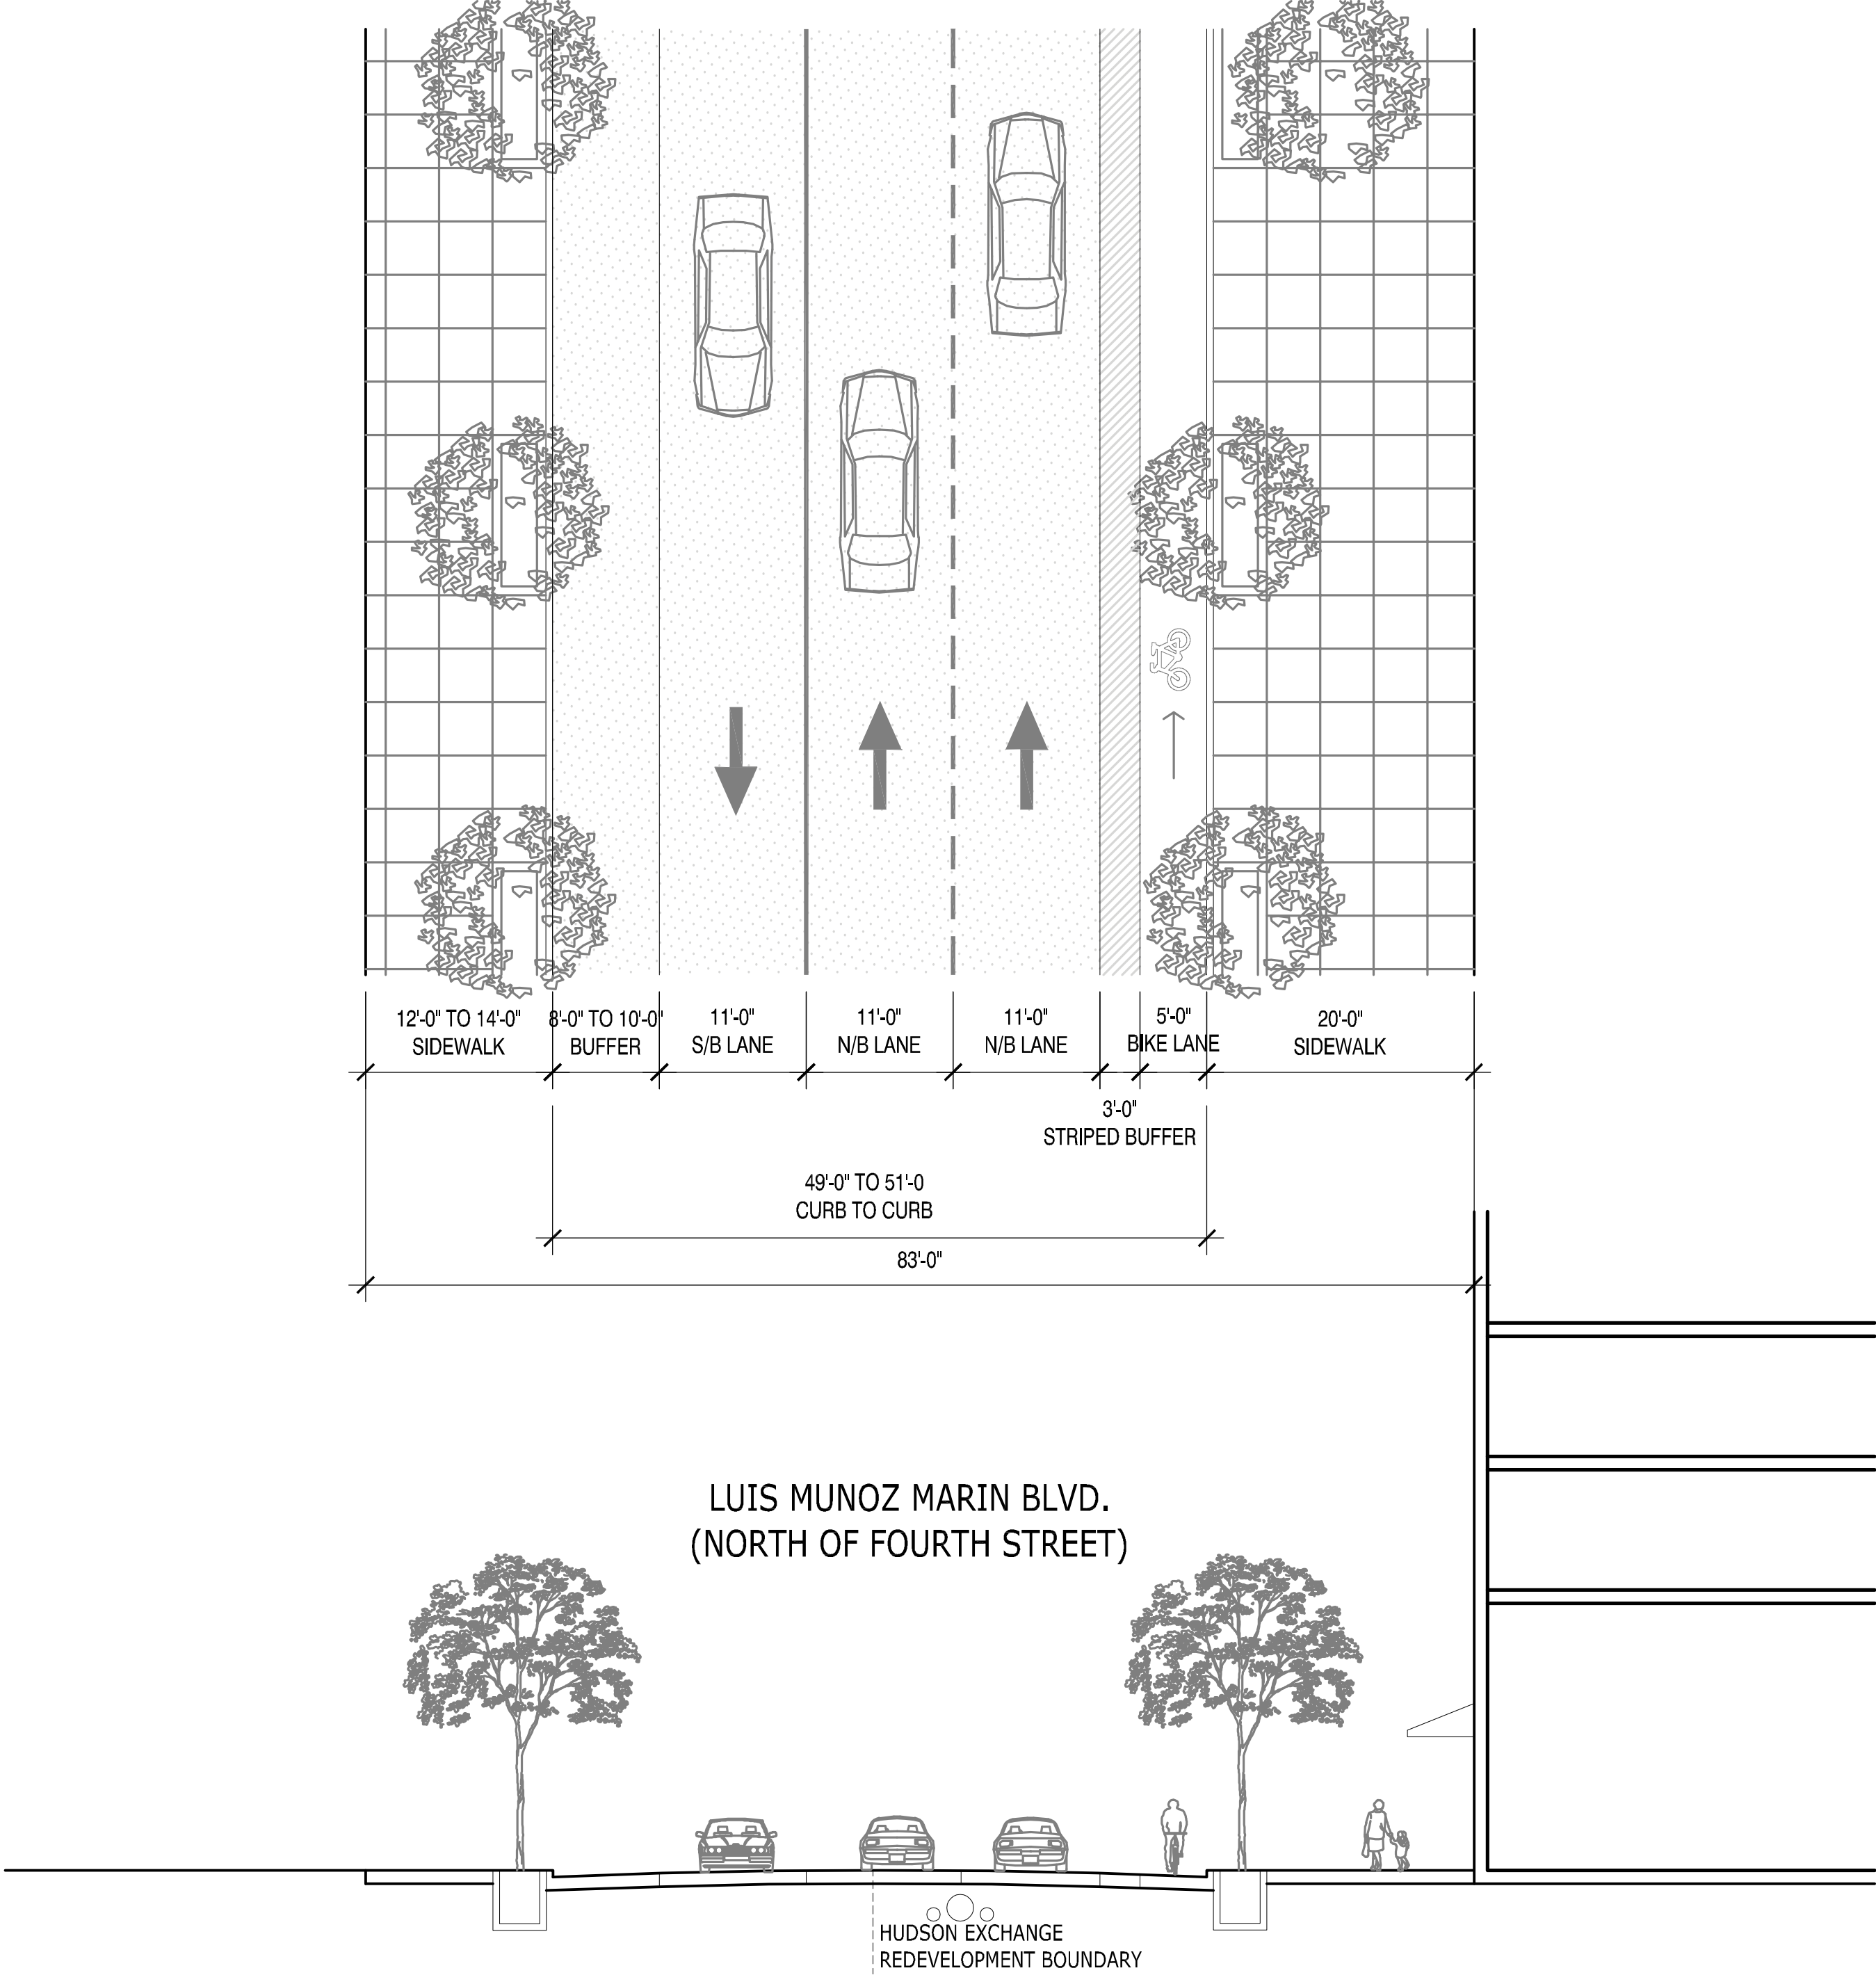 12'-0" TO 14'-0"
SIDEWALK
8'-0" TO 10'-0"
BUFFER
11'-0"
S/B LANE
11'-0"
N/B LANE
11'-0"
N/B LANE
5'-0"
BIKE LANE
20'-0"
SIDEWALK
3'-0"
STRIPED BUFFER
49'-0" TO 51'-0
CURB TO CURB
83'-0"
LUIS MUNOZ MARIN BLVD.
(NORTH OF FOURTH STREET)
HUDSON EXCHANGE
REDEVELOPMENT BOUNDARY